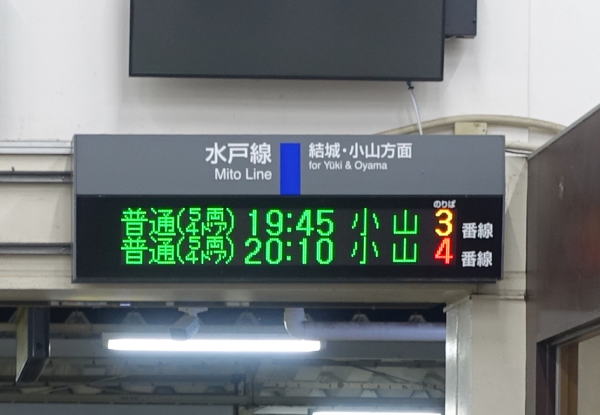 水戸線
Mito Line
結城・小山方面
for Yūki & Oyama
のりば
普通(5両 4ドア) 19:45 小山 3 番線
普通(5両 4ドア) 20:10 小山 4 番線